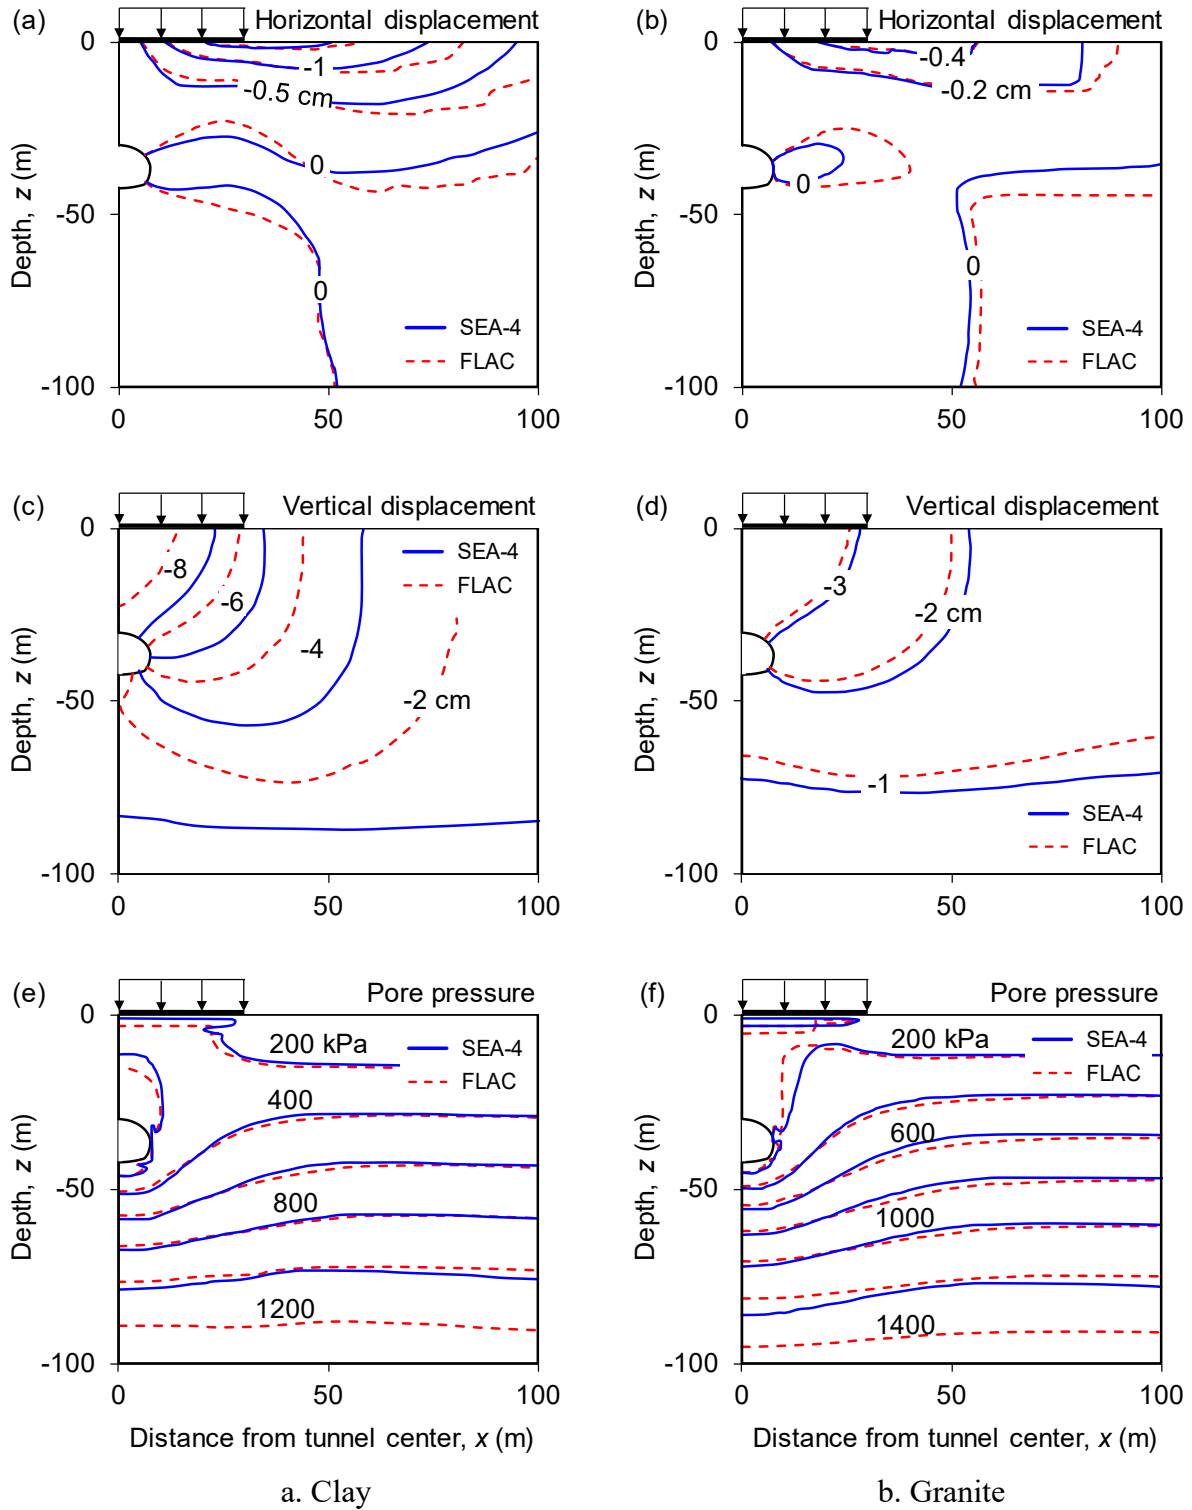 (a)
Horizontal displacement
0
-1
-0.5 cm
0
-50
0
Depth, z (m)
SEA-4
FLAC
-100
0
50
100
(b)
Horizontal displacement
0
-0.4
-0.2 cm
0
-50
0
Depth, z (m)
SEA-4
FLAC
-100
0
50
100
(c)
Vertical displacement
0
SEA-4
FLAC
-8
-6
-4
-2 cm
-50
Depth, z (m)
-100
0
50
100
(d)
Vertical displacement
0
-3
-2 cm
-50
Depth, z (m)
-1
SEA-4
FLAC
-100
0
50
100
(e)
Pore pressure
0
200 kPa
SEA-4
FLAC
400
-50
800
Depth, z (m)
1200
-100
0
50
100
Distance from tunnel center, x (m)
(f)
Pore pressure
0
200 kPa
SEA-4
FLAC
600
-50
1000
Depth, z (m)
1400
-100
0
50
100
Distance from tunnel center, x (m)
a. Clay
b. Granite